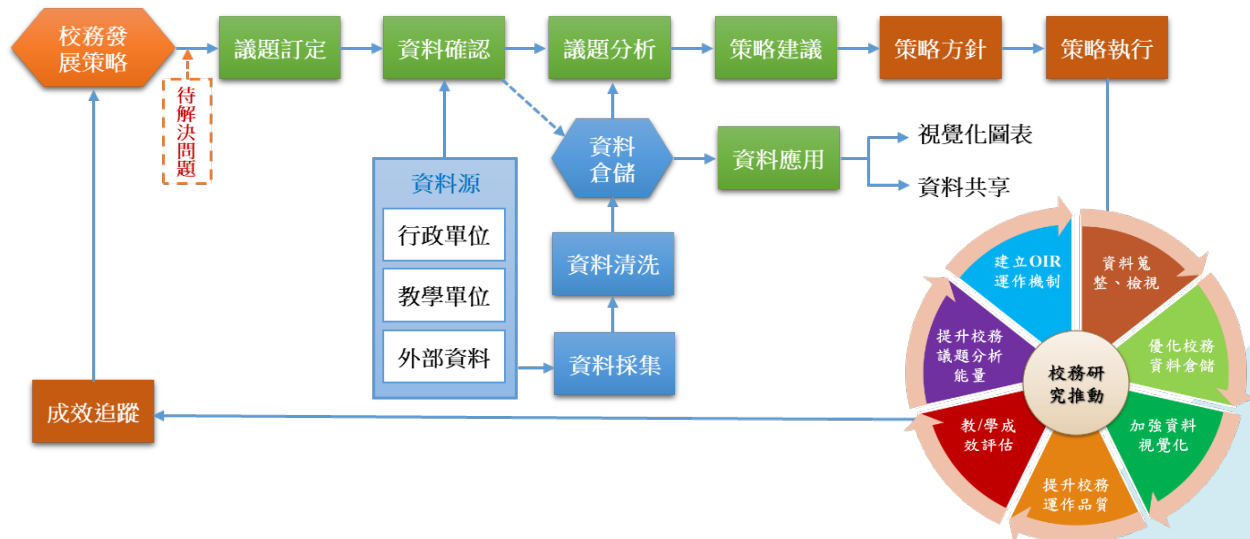 校務發
展策略
議題訂定
資料確認
議題分析
策略建議
策略方針
策略執行
待解決問題
資料
倉儲
資料應用
視覺化圖表
資料共享
資料源
行政單位
教學單位
外部資料
資料清洗
資料採集
成效追蹤
建立OIR
運作機制
資料蒐
整、檢視
優化校務
資料倉儲
加強資料
視覺化
提升校務
運作品質
教/學成
效評估
提升校務
議題分析
能量
校務研
究推動